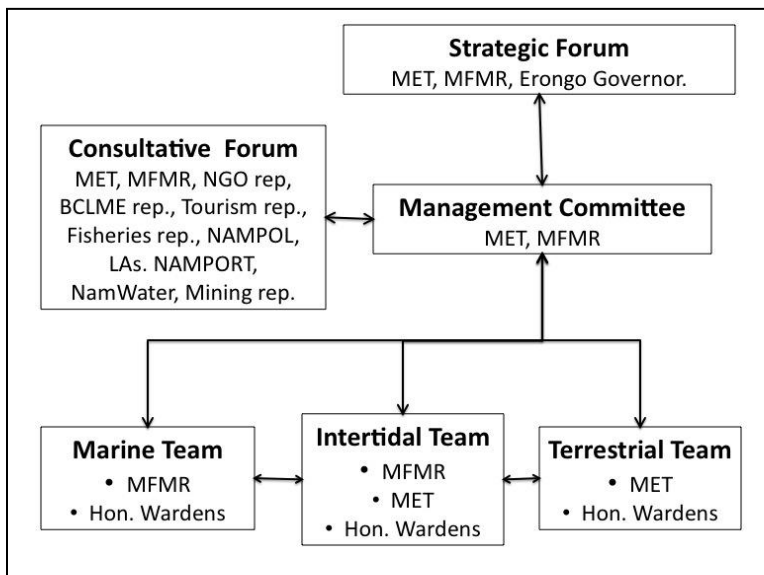 Strategic Forum
MET, MFMR, Erongo Governor.
Consultative Forum
MET, MFMR, NGO rep,
BCLME rep., Tourism rep.,
Fisheries rep., NAMPOL,
LAs. NAMPORT,
NamWater, Mining rep.
Management Committee
MET, MFMR
Marine Team
• MFMR
• Hon. Wardens
Intertidal Team
• MFMR
• MET
• Hon. Wardens
Terrestrial Team
• MET
• Hon. Wardens